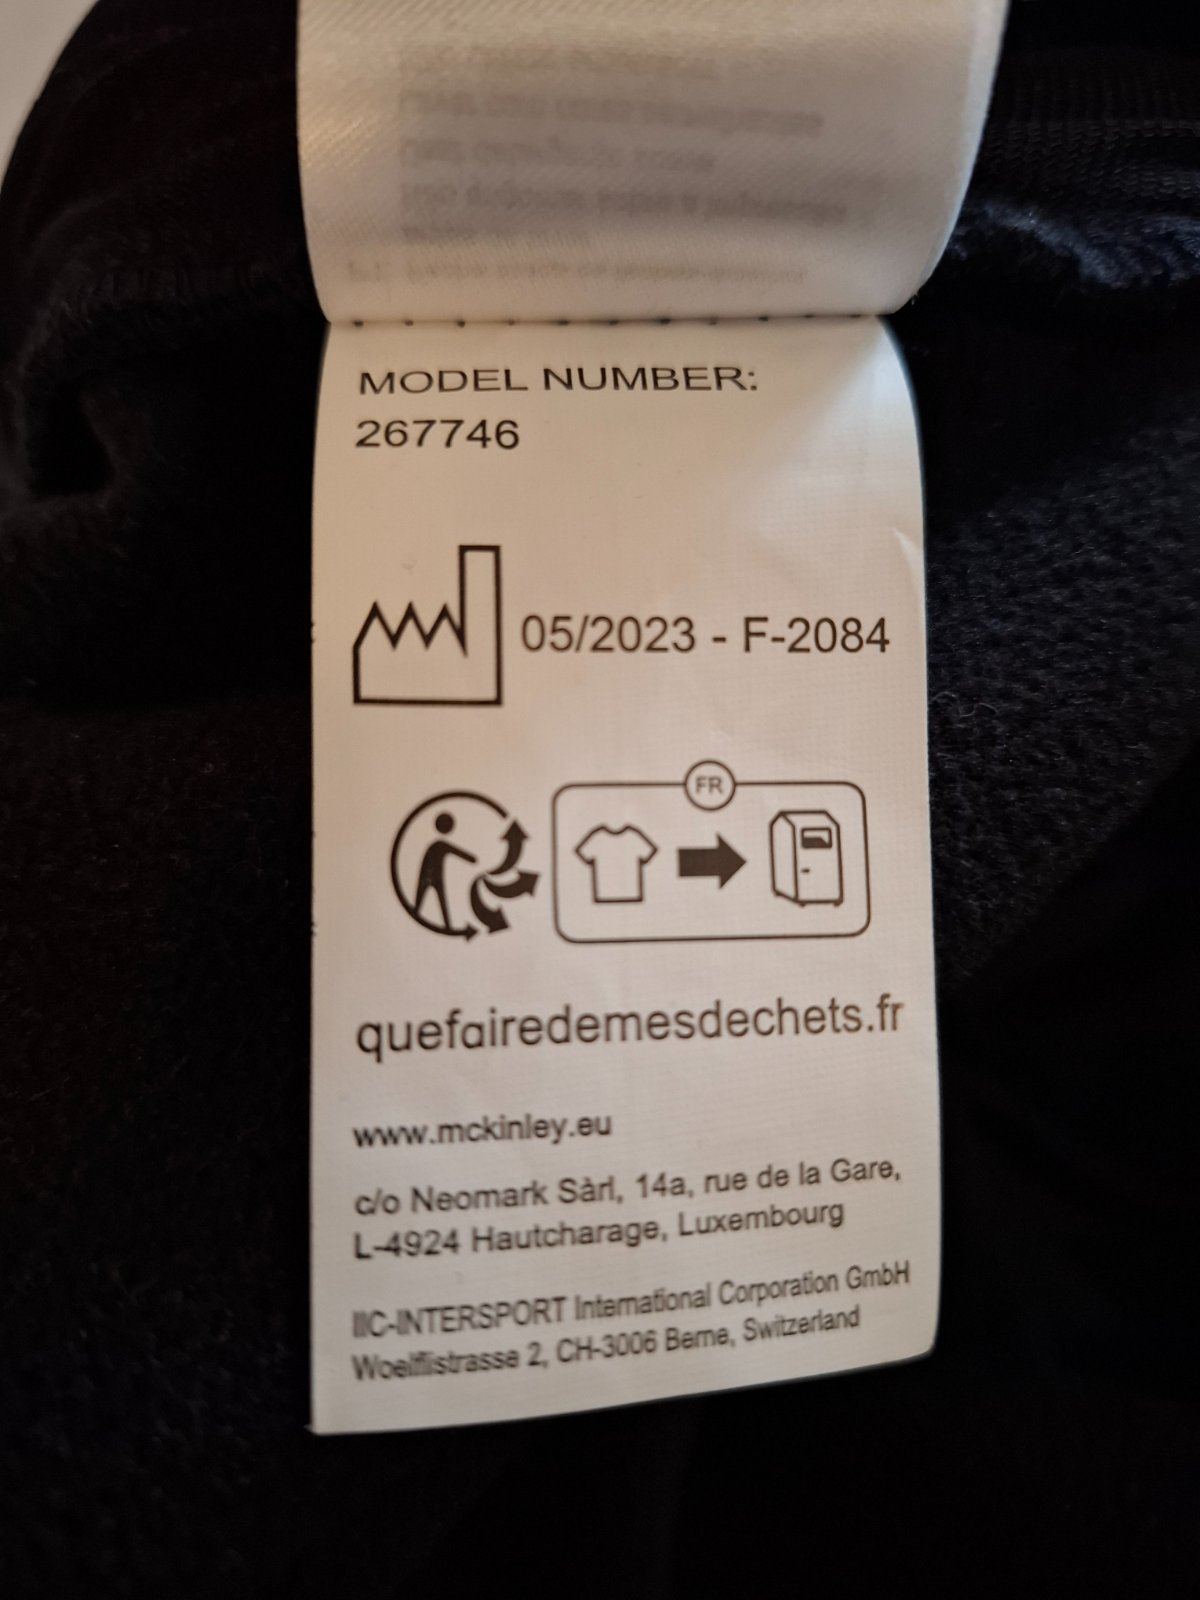 MODEL NUMBER:
267746
05/2023 - F-2084
FR
quefairedemesdechets.fr
www.mckinley.eu
c/o Neomark Sàrl, 14a, rue de la Gare,
L-4924 Hautcharage, Luxembourg
IIC-INTERSPORT International Corporation GmbH
Woelflistrasse 2, CH-3006 Berne, Switzerland